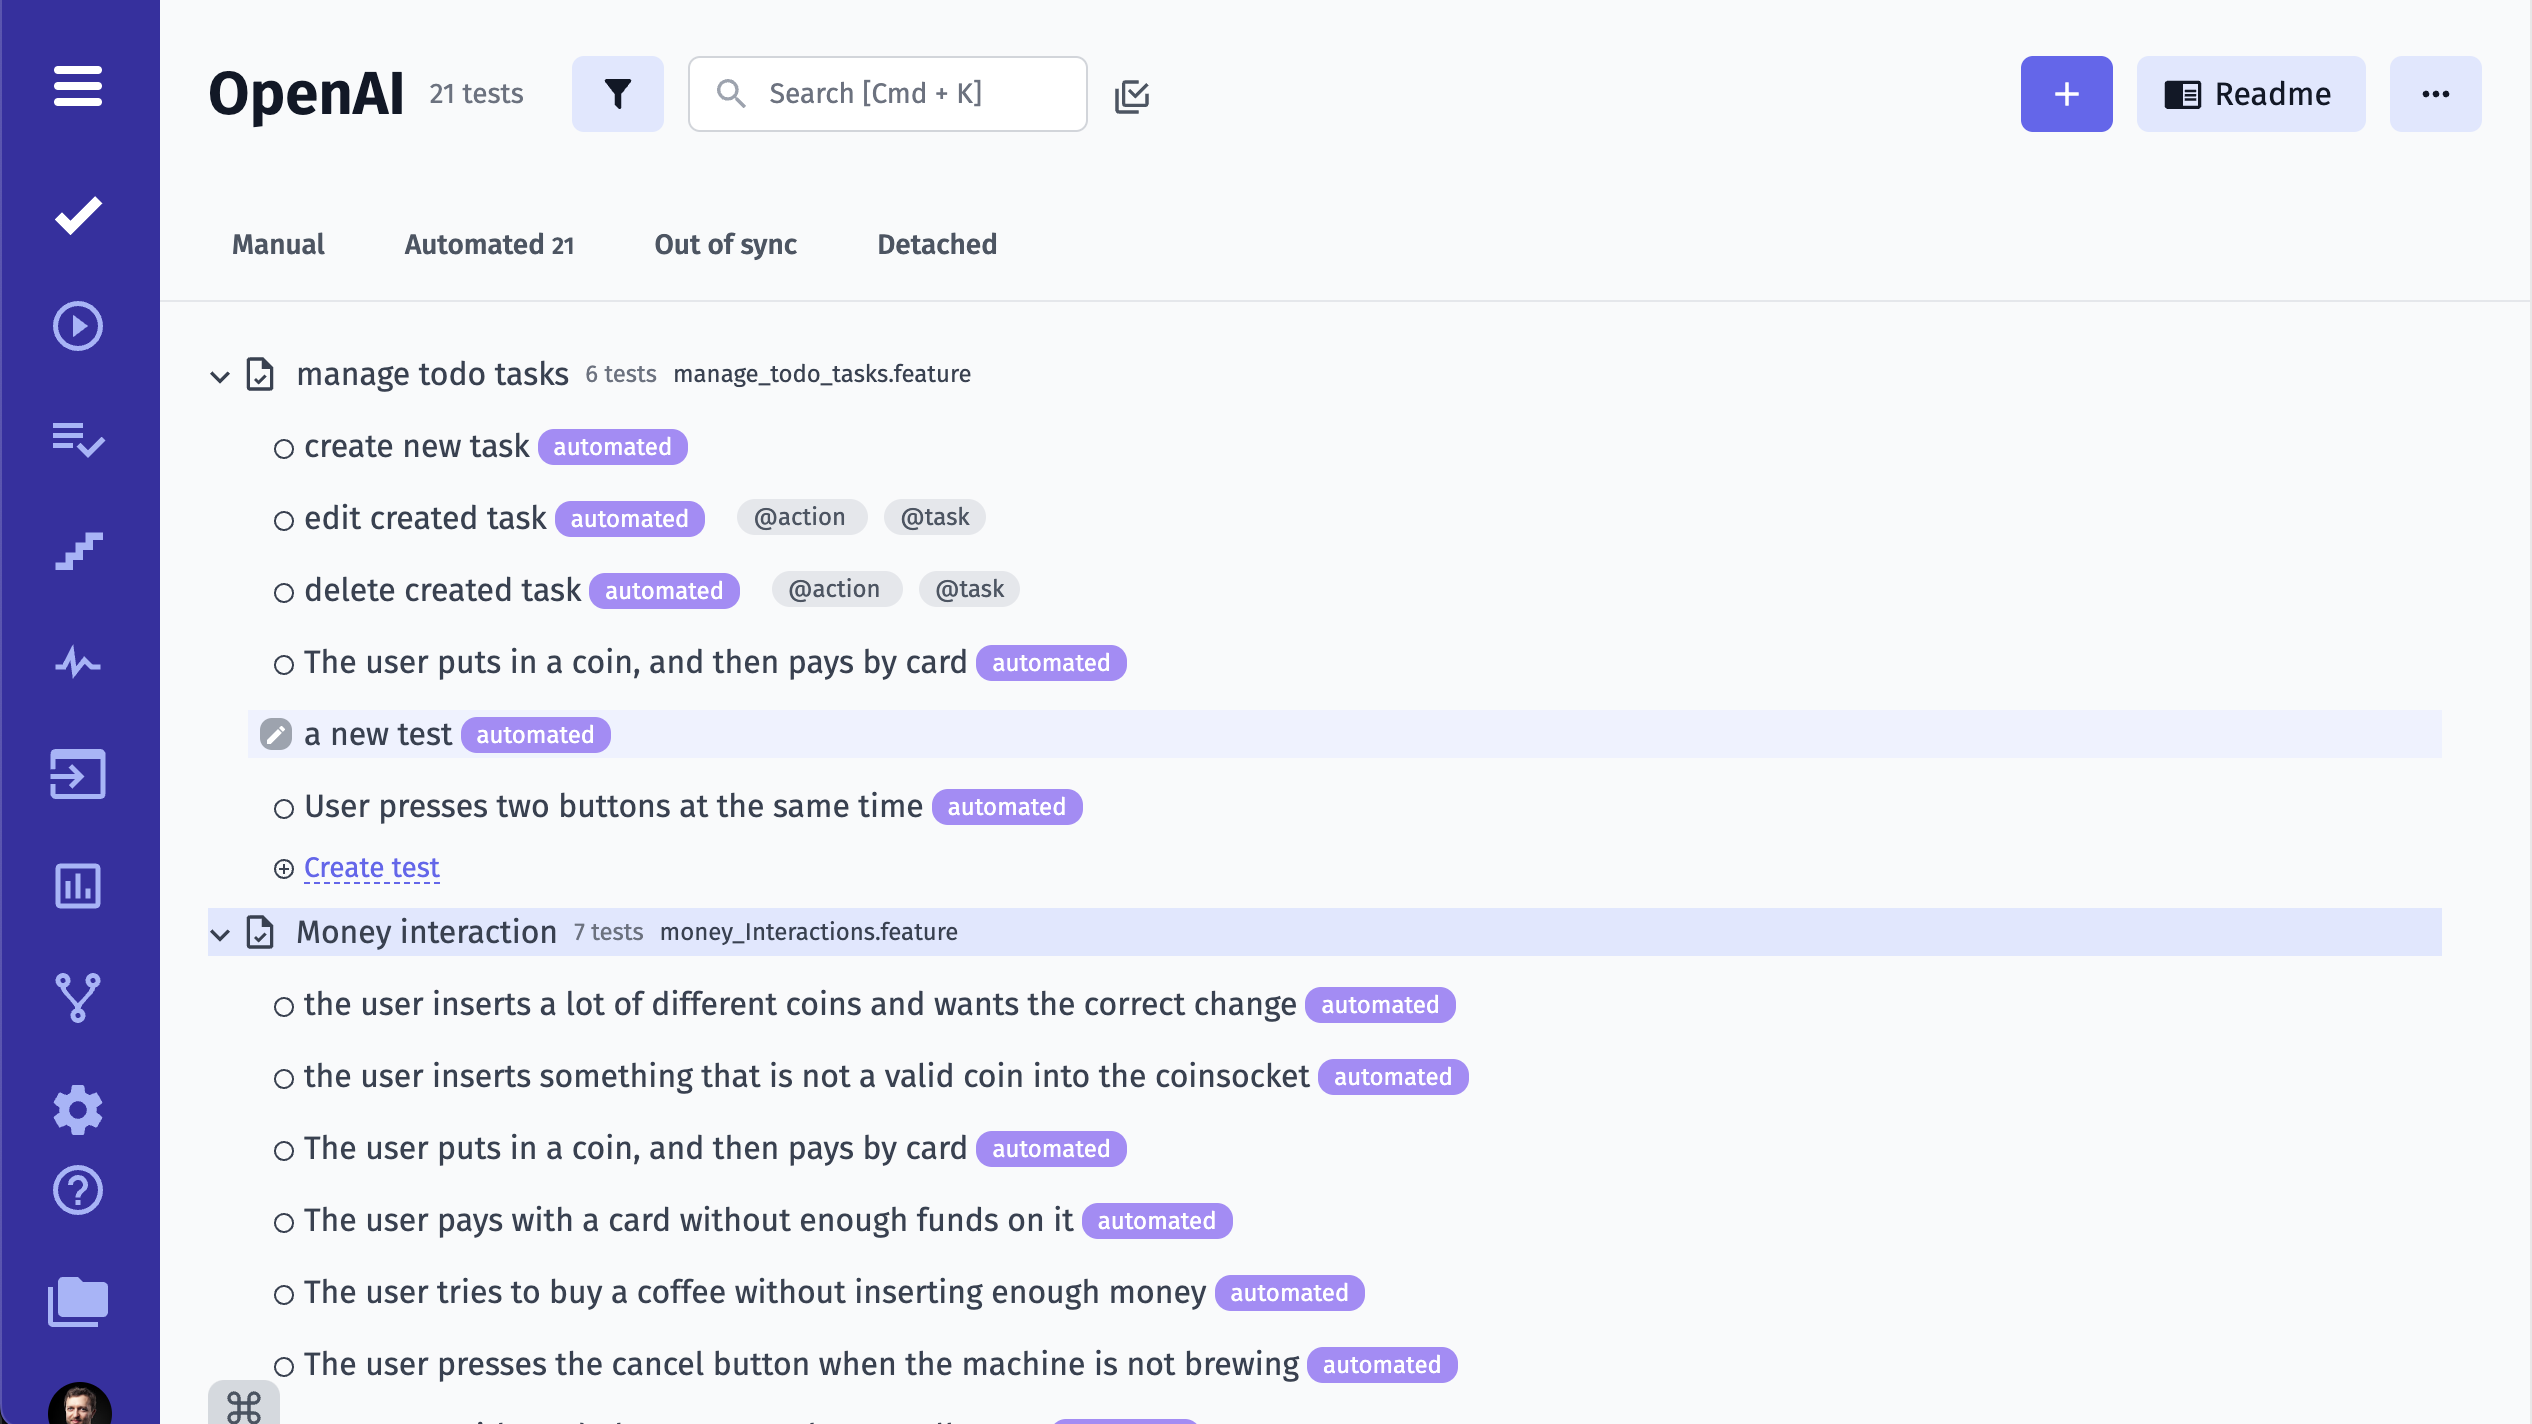 OpenAI 21 tests Search [Cmd + K] + Readme ...
Manual Automated 21 Out of sync Detached
manage todo tasks 6 tests manage_todo_tasks.feature
create new task automated
edit created task automated @action @task
delete created task automated @action @task
The user puts in a coin, and then pays by card automated
a new test automated
User presses two buttons at the same time automated
Create test
Money interaction 7 tests money_Interactions.feature
the user inserts a lot of different coins and wants the correct change automated
the user inserts something that is not a valid coin into the coinsocket automated
The user puts in a coin, and then pays by card automated
The user pays with a card without enough funds on it automated
The user tries to buy a coffee without inserting enough money automated
The user presses the cancel button when the machine is not brewing automated